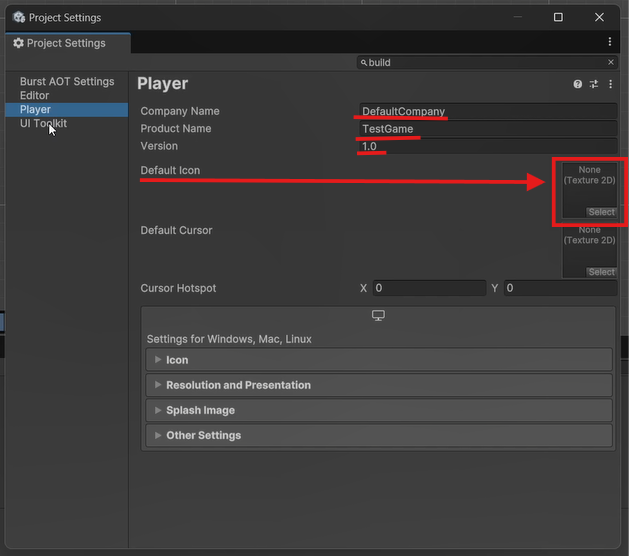 Project Settings
Project Settings
build
Burst AOT Settings
Editor
Player
UI Toolkit
Player
Company Name DefaultCompany
Product Name TestGame
Version 1.0
Default Icon
None
(Texture 2D)
Select
Default Cursor
None
(Texture 2D)
Select
Cursor Hotspot X 0 Y 0
Settings for Windows, Mac, Linux
Icon
Resolution and Presentation
Splash Image
Other Settings